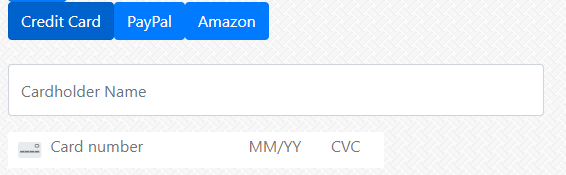 Credit Card PayPal Amazon
Cardholder Name
Card number MM/YY CVC